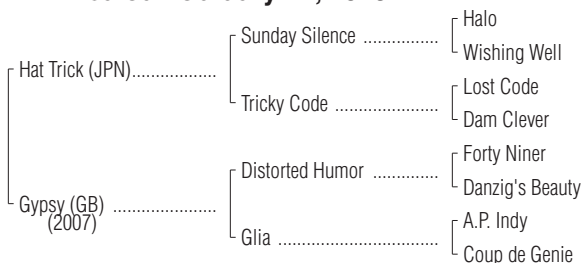 Halo
Sunday Silence ................
Wishing Well
Hat Trick (JPN)..................
Lost Code
Tricky Code ......................
Dam Clever
Forty Niner
Distorted Humor ..............
Danzig's Beauty
Gypsy (GB) ......................
(2007)
A.P. Indy
Glia ..................................
Coup de Genie